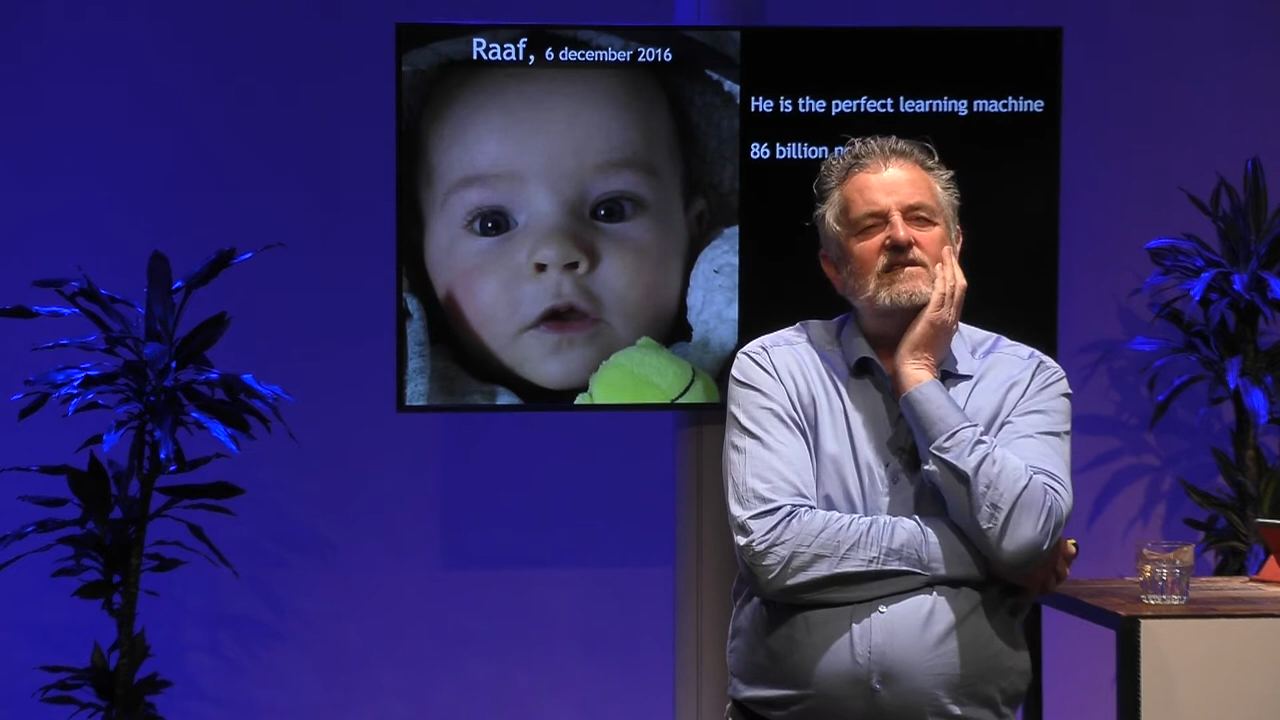 Raaf, 6 december 2016
He is the perfect learning machine
86 billion